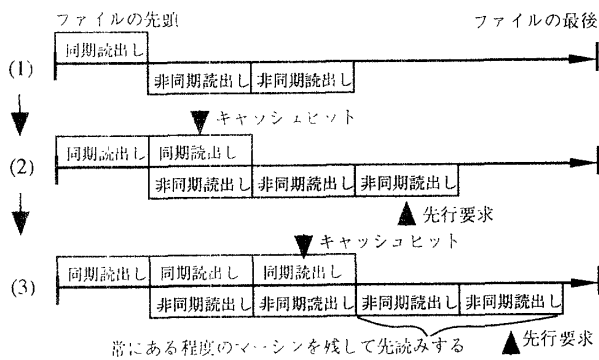 ファイルの先頭 ファイルの最後
同期読出し
(1)
非同期読出し 非同期読出し
キャッシュヒット
同期読出し 同期読出し
(2)
非同期読出し 非同期読出し 非同期読出し
先行要求
キャッシュヒット
同期読出し 同期読出し 同期読出し
(3)
非同期読出し 非同期読出し 非同期読出し 非同期読出し
常にある程度のマージンを残して先読みする 先行要求